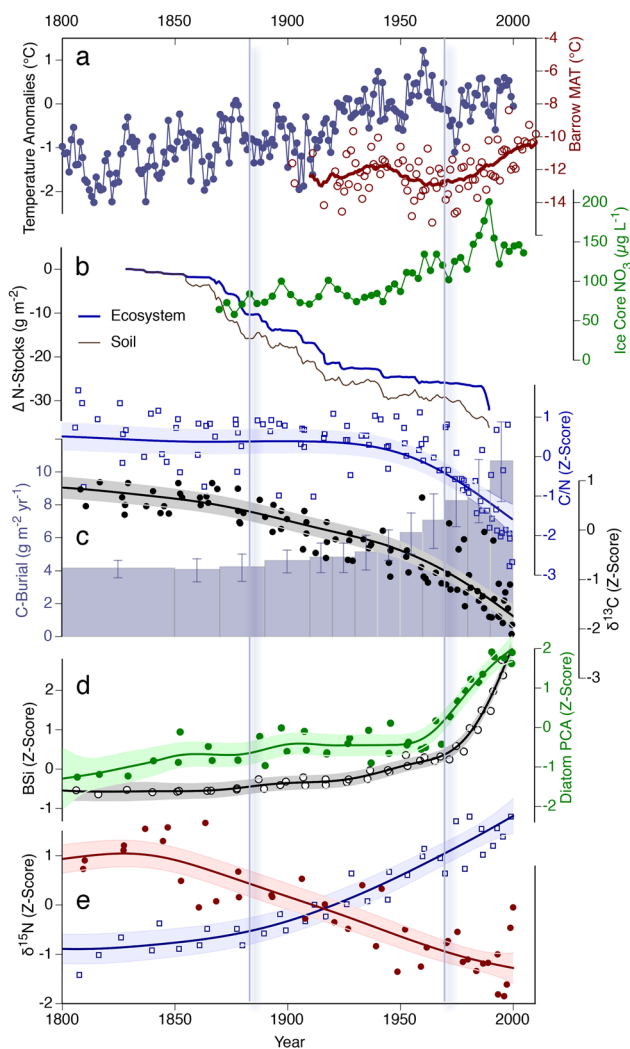 1800 1850 1900 1950 2000
a
Temperature Anomalies (°C)
1
0
-1
-2
Barrow MAT (°C)
-4
-6
-8
-10
-12
-14
b
Δ N-Stocks (g m-2)
0
-10
-20
-30
Ecosystem
Soil
Ice Core NO3 (µg L-1)
200
150
100
50
0
C/N (Z-Score)
1
0
-1
-2
-3
c
C-Burial (g m-2 yr-1)
10
8
6
4
2
0
δ13C (Z-Score)
0
-1
-2
-3
d
BSi (Z-Score)
2
1
0
-1
Diatom PCA (Z-Score)
2
1
0
-1
-2
e
δ15N (Z-Score)
1
0
-1
-2
1800 1850 1900 1950 2000
Year